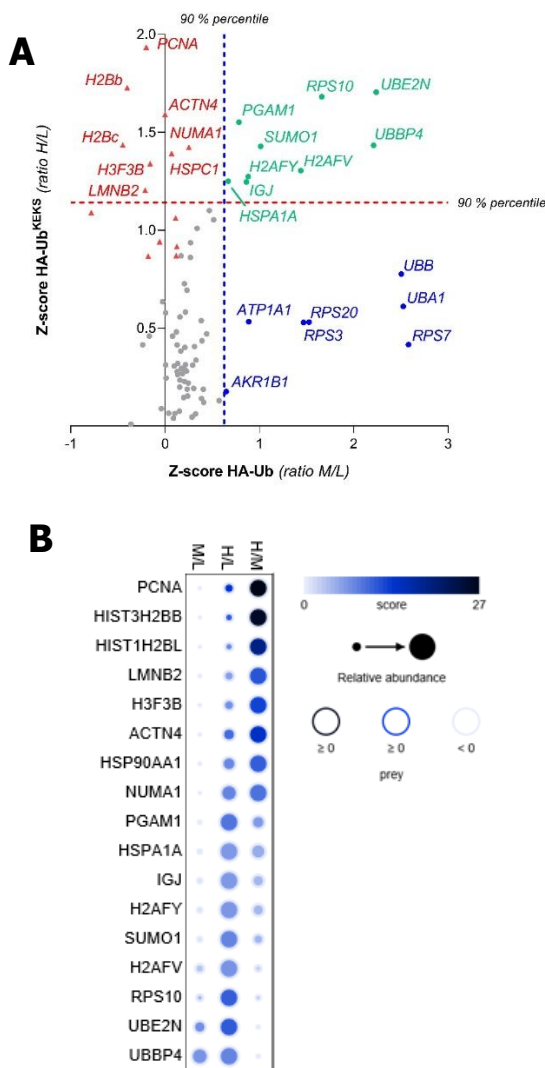 90 % percentile
A
2.0
PCNA
H2Bb
RPS10
UBE2N
ACTN4
PGAM1
1.5
H2Bc
NUMA1
SUMO1
UBBP4
H3F3B
HSPC1
H2AFY
H2AFV
LMNB2
IGJ
90 % percentile
HSPA1A
1.0
UBB
UBA1
ATP1A1
RPS20
0.5
RPS3
RPS7
AKR1B1
Z-score HA-Ub^KEKS (ratio H/L)
-1
0
1
2
3
Z-score HA-Ub (ratio M/L)
B
M/L
H/L
H/M
PCNA
HIST3H2BB
HIST1H2BL
LMNB2
H3F3B
ACTN4
HSP90AA1
NUMA1
PGAM1
HSPA1A
IGJ
H2AFY
SUMO1
H2AFV
RPS10
UBE2N
UBBP4
0 score 27
Relative abundance
≥ 0
≥ 0
< 0
prey